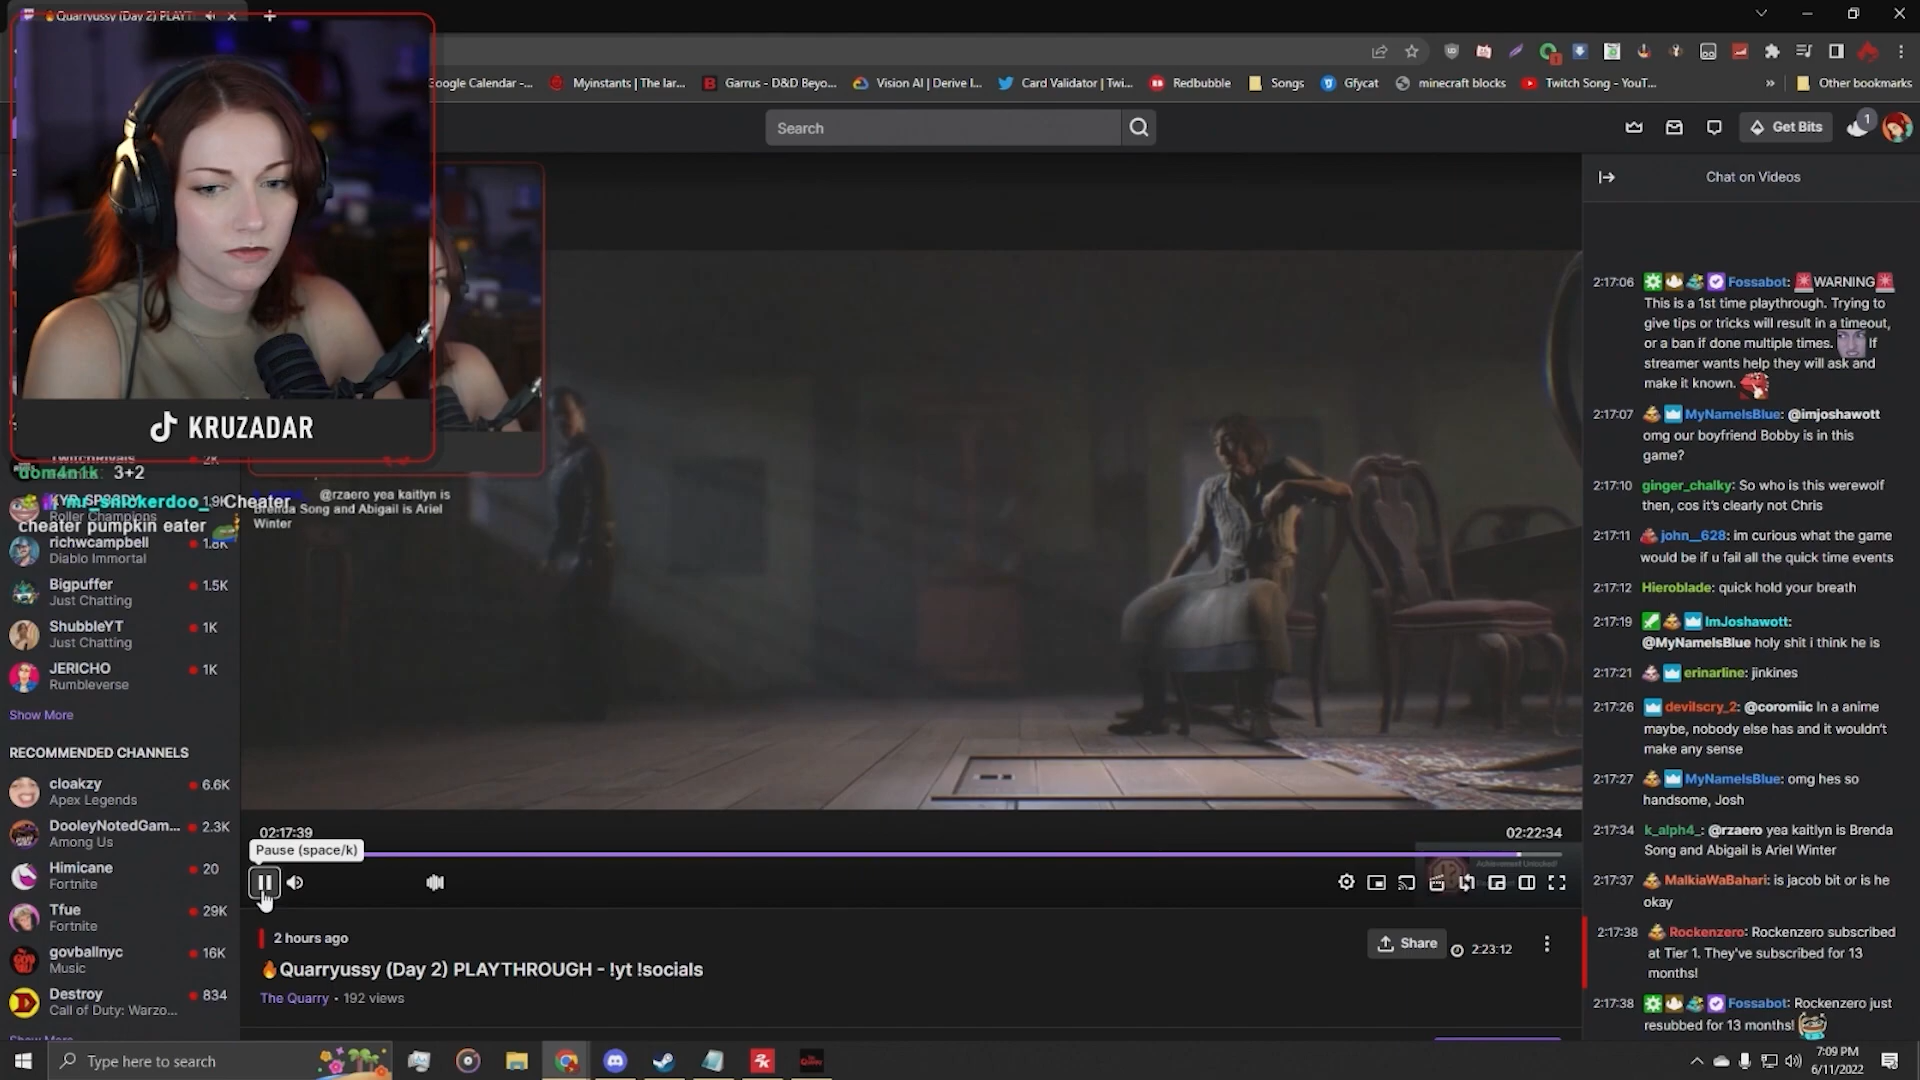 Quarryussy (Day 2) PLAYT
Google Calendar -...
Myinstants | The lar...
Garrus - D&D Beyo...
Vision AI | Derive I...
Card Validator | Twi...
Redbubble
Songs
Gfycat
minecraft blocks
Twitch Song - YouT...
»
Other bookmarks
Search
Get Bits
1
KRUZADAR
dom4n1k: 3+2
mr_snickerdoo_: Cheater
cheater pumpkin eater
TwitchRivals
2K
1.9K
Roller Champions
richwcampbell
1.8K
Diablo Immortal
Bigpuffer
1.5K
Just Chatting
ShubbleYT
1K
Just Chatting
JERICHO
1K
Rumbleverse
Show More
RECOMMENDED CHANNELS
cloakzy
6.6K
Apex Legends
DooleyNotedGam...
2.3K
Among Us
Himicane
20
Fortnite
Tfue
29K
Fortnite
govballnyc
16K
Music
Destroy
834
Call of Duty: Warzo...
Show More
@rzaero yea kaitlyn is
Brenda Song and Abigail is Ariel
Winter
02:17:39
02:22:34
Pause (space/k)
Achievement Unlocked!
2 hours ago
Share
2:23:12
Quarryussy (Day 2) PLAYTHROUGH - !yt !socials
The Quarry • 192 views
Chat on Videos
2:17:06 Fossabot: WARNING
This is a 1st time playthrough. Trying to
give tips or tricks will result in a timeout,
or a ban if done multiple times. If
streamer wants help they will ask and
make it known.
2:17:07 MyNameIsBlue: @imjoshawott
omg our boyfriend Bobby is in this
game?
2:17:10 ginger_chalky: So who is this werewolf
then, cos it's clearly not Chris
2:17:11 john__628: im curious what the game
would be if u fail all the quick time events
2:17:12 Hieroblade: quick hold your breath
2:17:19 ImJoshawott:
@MyNameIsBlue holy shit i think he is
2:17:21 erinarline: jinkines
2:17:26 devilscry_2: @coromiic In a anime
maybe, nobody else has and it wouldn't
make any sense
2:17:27 MyNameIsBlue: omg hes so
handsome, Josh
2:17:34 k_alph4_: @rzaero yea kaitlyn is Brenda
Song and Abigail is Ariel Winter
2:17:37 MalkiaWaBahari: is jacob bit or is he
okay
2:17:38 Rockenzero: Rockenzero subscribed
at Tier 1. They've subscribed for 13
months!
2:17:38 Fossabot: Rockenzero just
resubbed for 13 months!
Type here to search
7:09 PM
6/11/2022